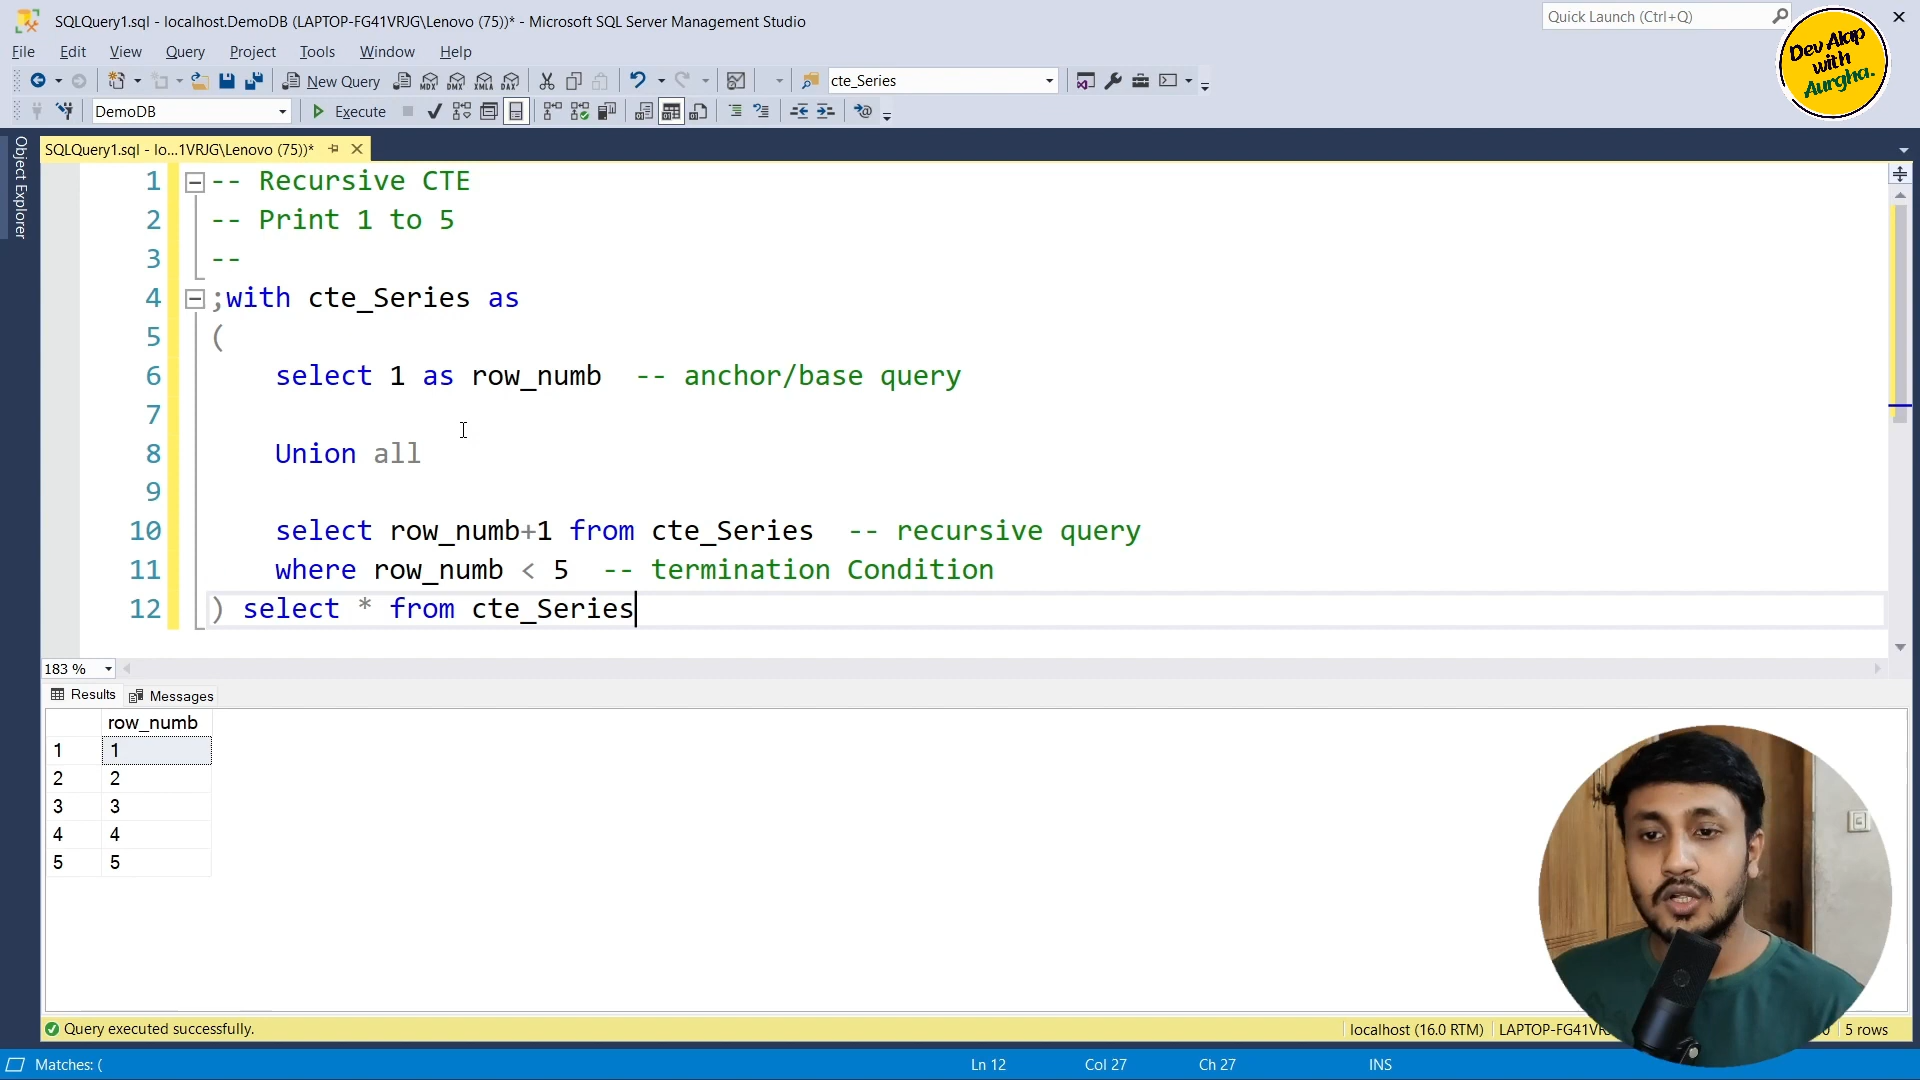 SQLQuery1.sql - localhost.DemoDB (LAPTOP-FG41VRJG\Lenovo (75))* - Microsoft SQL Server Management Studio
Quick Launch (Ctrl+Q)
Dev Alap
with
Aurgha.
File Edit View Query Project Tools Window Help
New Query
cte_Series
DemoDB
Execute
Object Explorer
SQLQuery1.sql - lo...1VRJG\Lenovo (75))*
1 -- Recursive CTE
2 -- Print 1 to 5
3 --
4 ;with cte_Series as
5 (
6 select 1 as row_numb -- anchor/base query
7
8 Union all
9
10 select row_numb+1 from cte_Series -- recursive query
11 where row_numb < 5 -- termination Condition
12 ) select * from cte_Series
183 %
Results Messages
row_numb
1 1
2 2
3 3
4 4
5 5
Query executed successfully.
localhost (16.0 RTM) 5 rows
Matches: (
Ln 12 Col 27 Ch 27 INS